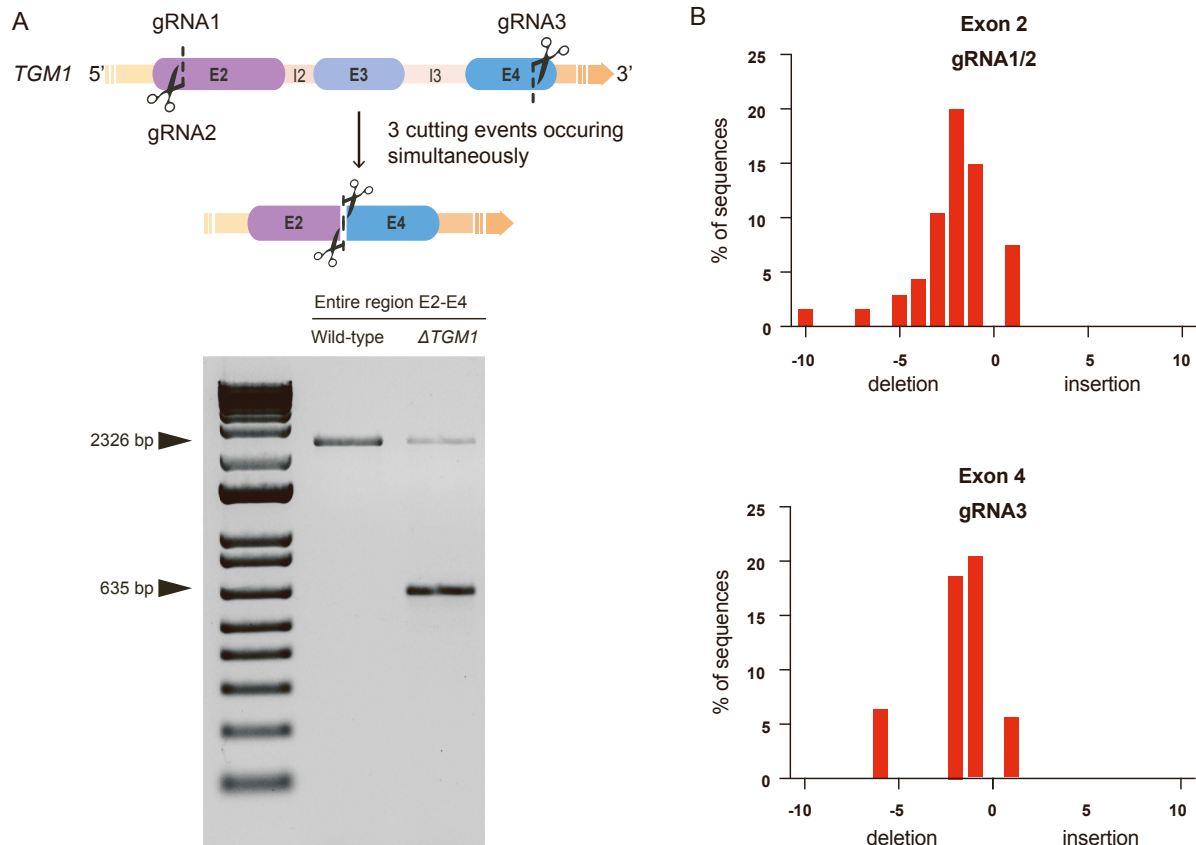 A
gRNA1
gRNA3
TGM1 5' E2 I2 E3 I3 E4 3'
gRNA2
3 cutting events occuring
simultaneously
E2 E4
Entire region E2-E4
Wild-type ΔTGM1
2326 bp
635 bp
B
Exon 2
gRNA1/2
25
20
15
10
5
0
% of sequences
-10 -5 0 5 10
deletion insertion
Exon 4
gRNA3
25
20
15
10
5
0
% of sequences
-10 -5 0 5 10
deletion insertion